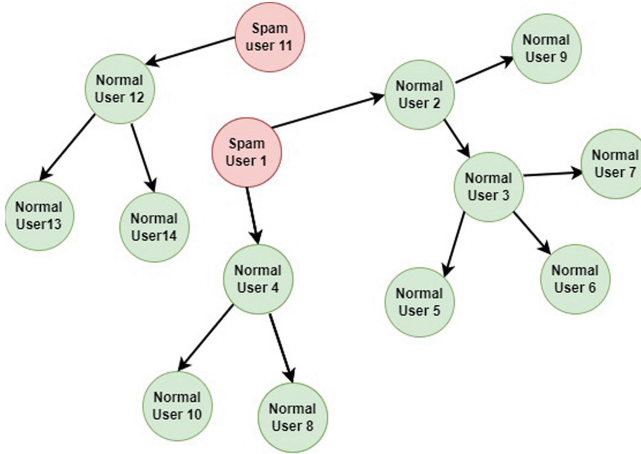 Spam
user 11
Normal
User 12
Normal
User 9
Normal
User 2
Spam
User 1
Normal
User 7
Normal
User 3
Normal
User13
Normal
User14
Normal
User 4
Normal
User 5
Normal
User 6
Normal
User 10
Normal
User 8